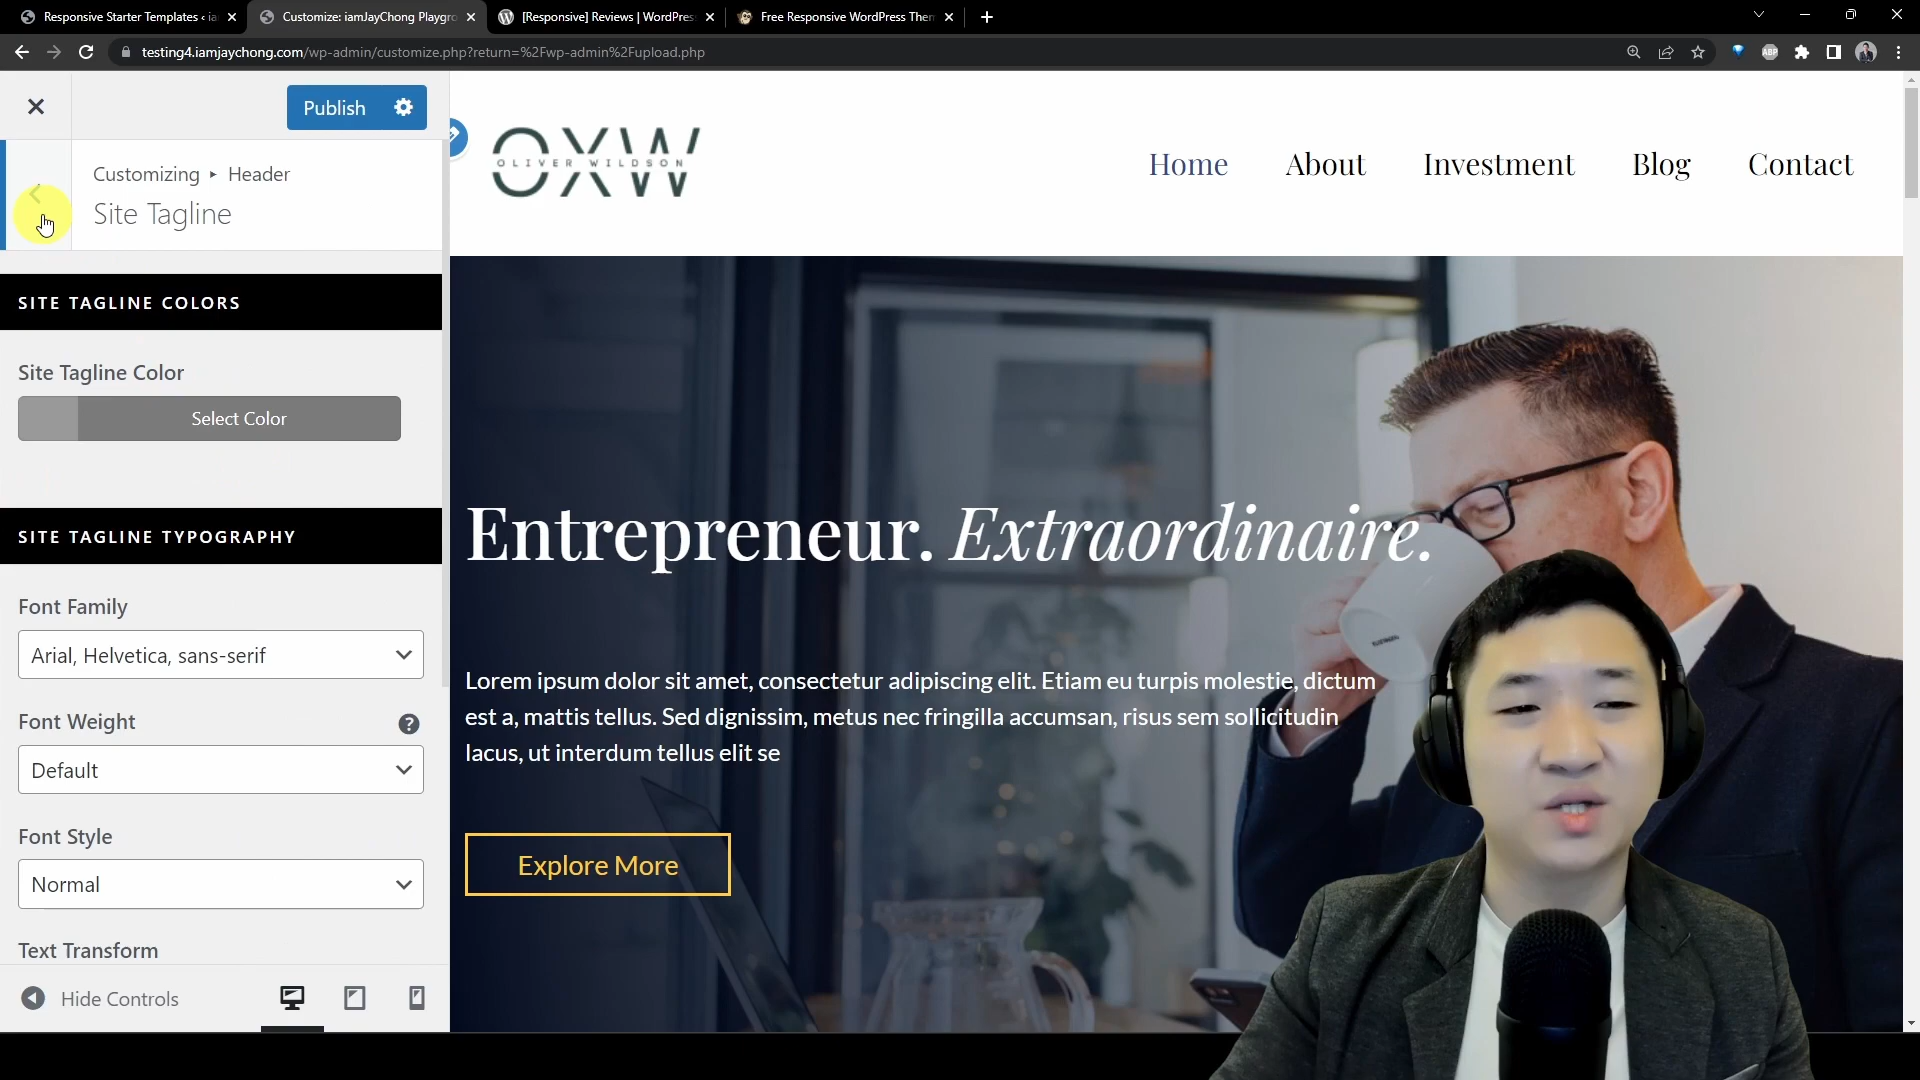 Responsive Starter Templates ‹ ia
Customize: iamJayChong Playgro
[Responsive] Reviews | WordPres
Free Responsive WordPress Them
testing4.iamjaychong.com/wp-admin/customize.php?return=%2Fwp-admin%2Fupload.php
ABP
Publish
Customizing ▸ Header
Site Tagline
SITE TAGLINE COLORS
Site Tagline Color
Select Color
SITE TAGLINE TYPOGRAPHY
Font Family
Arial, Helvetica, sans-serif
Font Weight
Default
Font Style
Normal
Text Transform
Hide Controls
OXW
OLIVER WILDSON
Home
About
Investment
Blog
Contact
Entrepreneur. Extraordinaire.
Lorem ipsum dolor sit amet, consectetur adipiscing elit. Etiam eu turpis molestie, dictum
est a, mattis tellus. Sed dignissim, metus nec fringilla accumsan, risus sem sollicitudin
lacus, ut interdum tellus elit se
Explore More